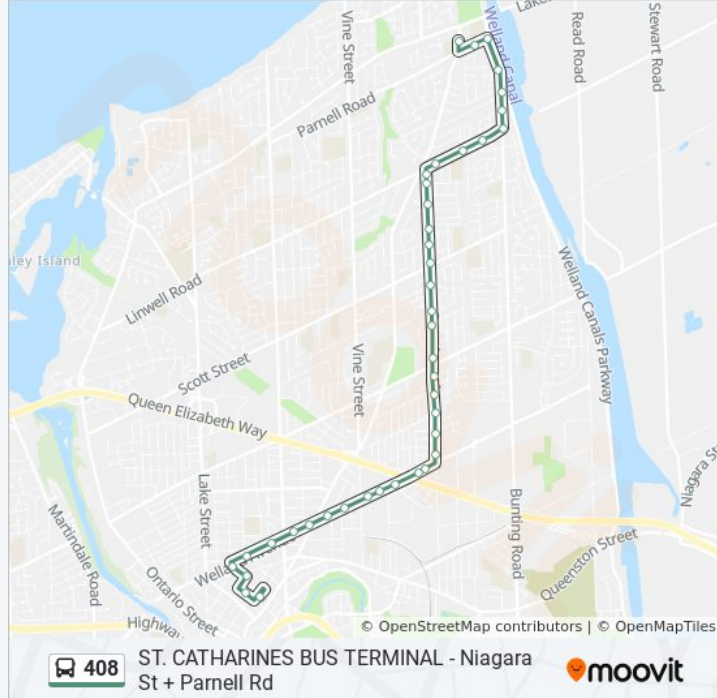 Lake
Welland Canal
Vine Street
Read Road
Stewart Road
Parnell Road
Linwell Road
Welland Canals Parkway
Scott Street
Vine Street
Queen Elizabeth Way
Lake Street
Niagara St
Bunting Road
Martindale Road
Queenston Street
Ontario Street
© OpenStreetMap contributors | © OpenMapTiles
408
ST. CATHARINES BUS TERMINAL - Niagara
St + Parnell Rd
moovit